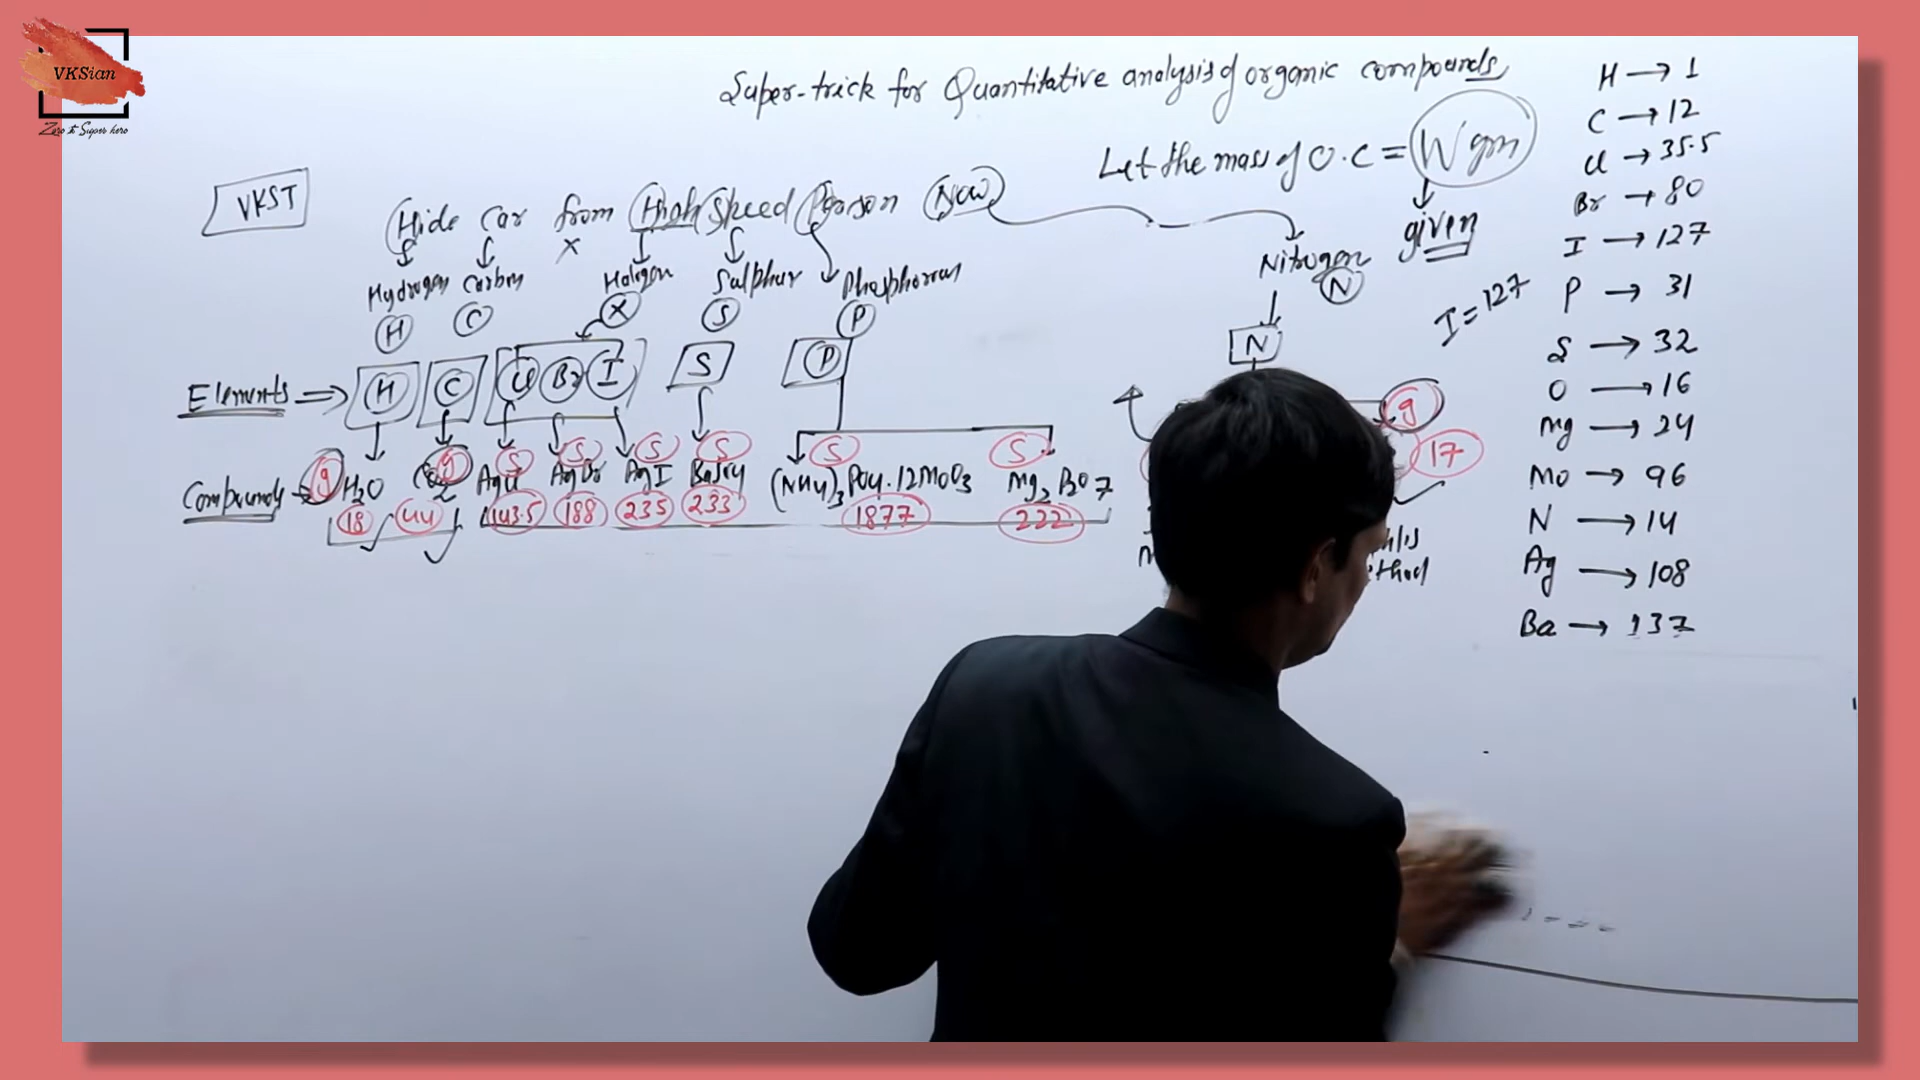 VKSian
Zero to Super hero
Super-trick for Quantitative analysis of organic compounds
Let the mass of O.C = W gm
given
VKST
Hide Car from High Speed Person Now
x
Hydrogen Carbon Halogen Sulphur Phosphorous Nitrogen
H C X S P N
Elements ⇒ H C Cl Br I S P N
g g S S S S S S g
Compounds → H2O CO2 AgCl AgBr AgI BaSO4 (NH4)3PO4.12MoO3 Mg2P2O7 17
18 44 143.5 188 235 233 1877 222
I = 127
H → 1
C → 12
Cl → 35.5
Br → 80
I → 127
P → 31
S → 32
O → 16
Mg → 24
Mo → 96
N → 14
Ag → 108
Ba → 137